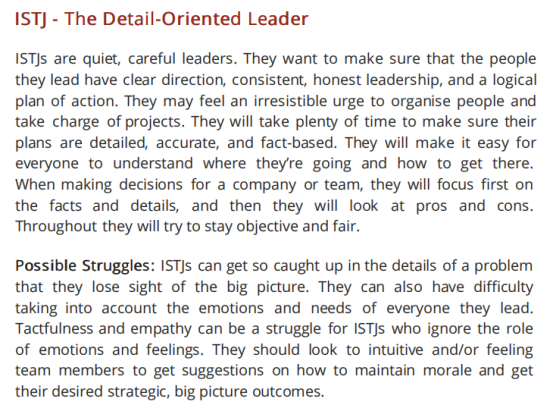 ISTJ - The Detail-Oriented Leader
ISTJs are quiet, careful leaders. They want to make sure that the people
they lead have clear direction, consistent, honest leadership, and a logical
plan of action. They may feel an irresistible urge to organise people and
take charge of projects. They will take plenty of time to make sure their
plans are detailed, accurate, and fact-based. They will make it easy for
everyone to understand where they're going and how to get there.
When making decisions for a company or team, they will focus first on
the facts and details, and then they will look at pros and cons.
Throughout they will try to stay objective and fair.
Possible Struggles: ISTJs can get so caught up in the details of a problem
that they lose sight of the big picture. They can also have difficulty
taking into account the emotions and needs of everyone they lead.
Tactfulness and empathy can be a struggle for ISTJs who ignore the role
of emotions and feelings. They should look to intuitive and/or feeling
team members to get suggestions on how to maintain morale and get
their desired strategic, big picture outcomes.